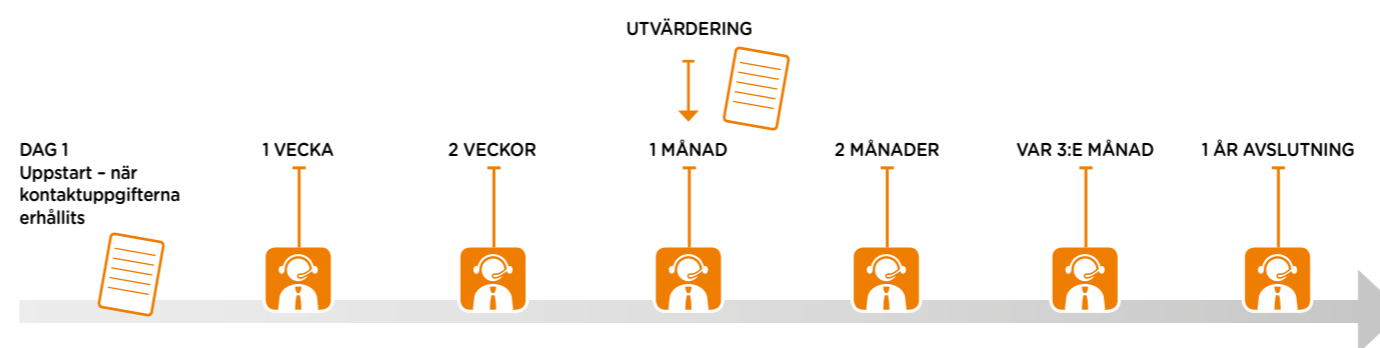 UTVÄRDERING
DAG 1
Uppstart – när
kontaktuppgifterna
erhållits
1 VECKA
2 VECKOR
1 MÅNAD
2 MÅNADER
VAR 3:E MÅNAD
1 ÅR AVSLUTNING